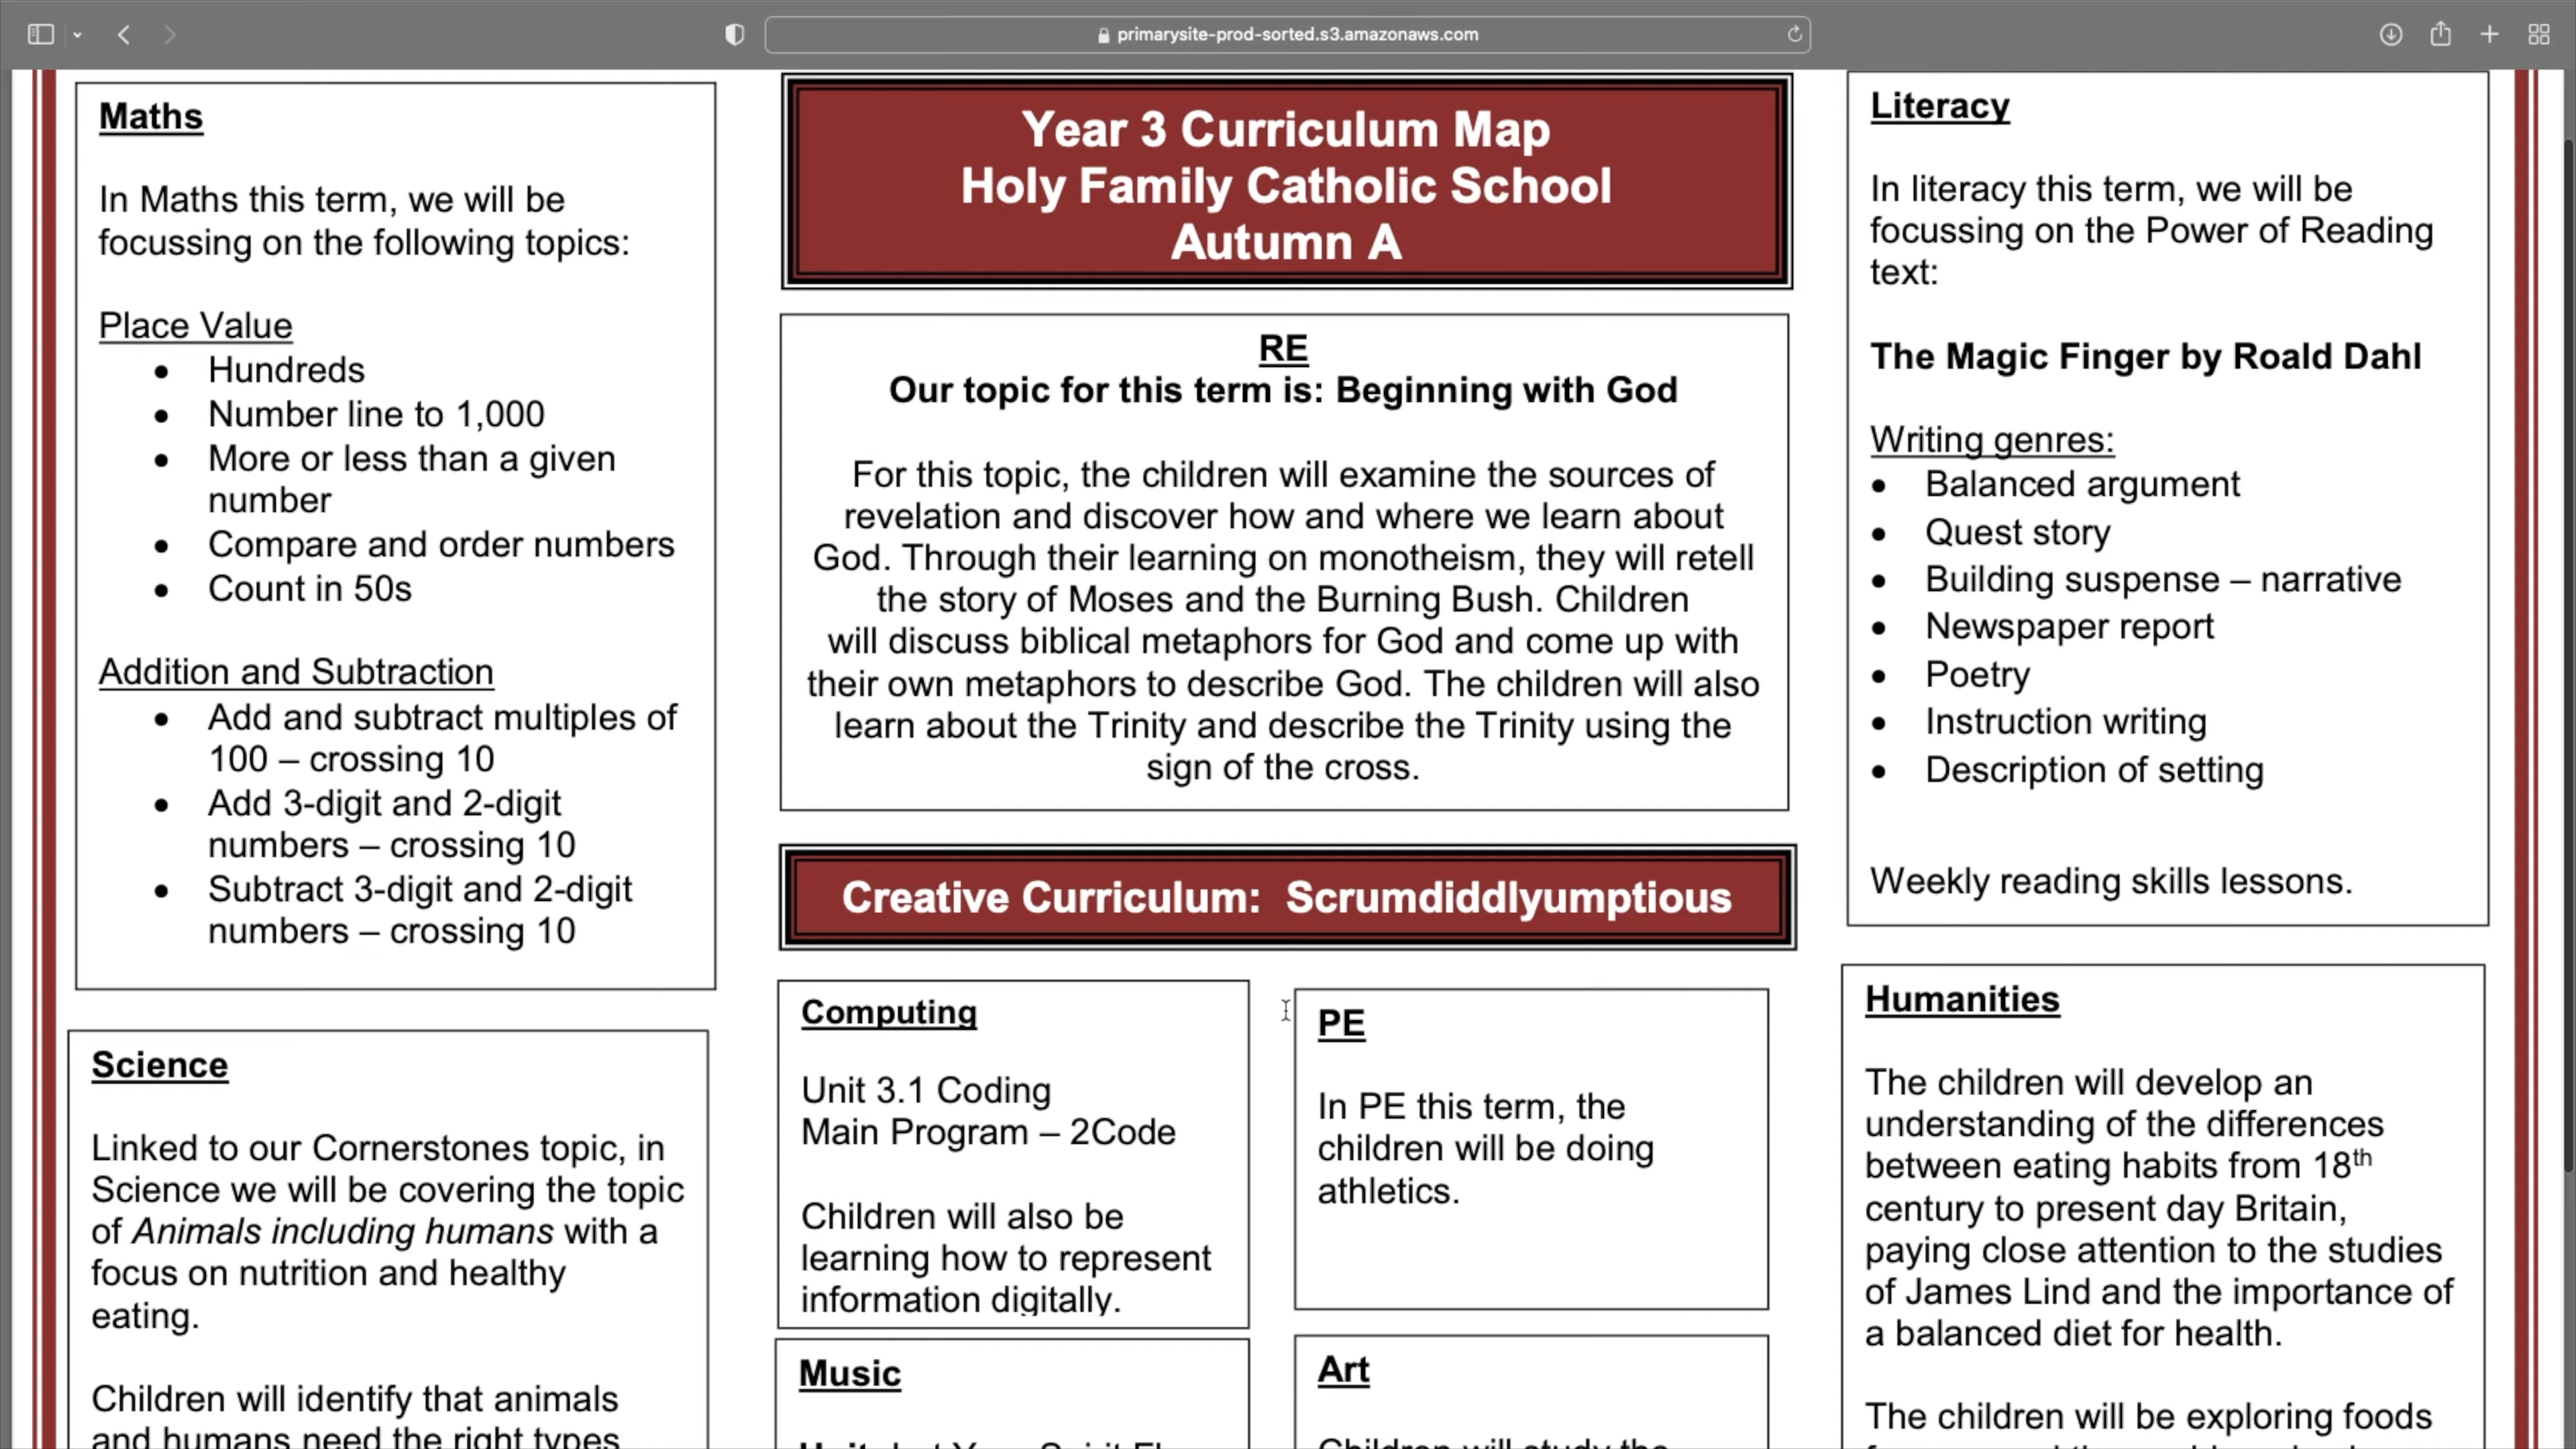 primarysite-prod-sorted.s3.amazonaws.com
Maths
In Maths this term, we will be
focussing on the following topics:
Place Value
• Hundreds
• Number line to 1,000
• More or less than a given
number
• Compare and order numbers
• Count in 50s
Addition and Subtraction
• Add and subtract multiples of
100 – crossing 10
• Add 3-digit and 2-digit
numbers – crossing 10
• Subtract 3-digit and 2-digit
numbers – crossing 10
Science
Linked to our Cornerstones topic, in
Science we will be covering the topic
of Animals including humans with a
focus on nutrition and healthy
eating.
Children will identify that animals
and humans need the right types
Year 3 Curriculum Map
Holy Family Catholic School
Autumn A
RE
Our topic for this term is: Beginning with God
For this topic, the children will examine the sources of
revelation and discover how and where we learn about
God. Through their learning on monotheism, they will retell
the story of Moses and the Burning Bush. Children
will discuss biblical metaphors for God and come up with
their own metaphors to describe God. The children will also
learn about the Trinity and describe the Trinity using the
sign of the cross.
Creative Curriculum: Scrumdiddlyumptious
Computing
Unit 3.1 Coding
Main Program – 2Code
Children will also be
learning how to represent
information digitally.
Music
PE
In PE this term, the
children will be doing
athletics.
Art
Children will study the
Literacy
In literacy this term, we will be
focussing on the Power of Reading
text:
The Magic Finger by Roald Dahl
Writing genres:
• Balanced argument
• Quest story
• Building suspense – narrative
• Newspaper report
• Poetry
• Instruction writing
• Description of setting
Weekly reading skills lessons.
Humanities
The children will develop an
understanding of the differences
between eating habits from 18th
century to present day Britain,
paying close attention to the studies
of James Lind and the importance of
a balanced diet for health.
The children will be exploring foods